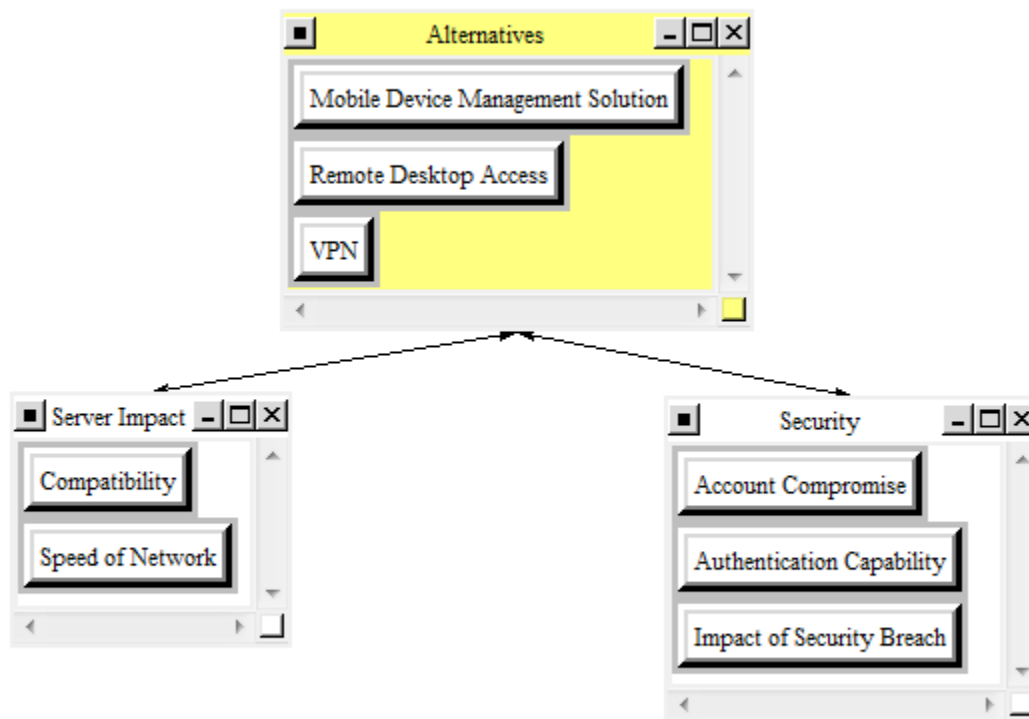 Alternatives
Mobile Device Management Solution
Remote Desktop Access
VPN
Server Impact
Compatibility
Speed of Network
Security
Account Compromise
Authentication Capability
Impact of Security Breach